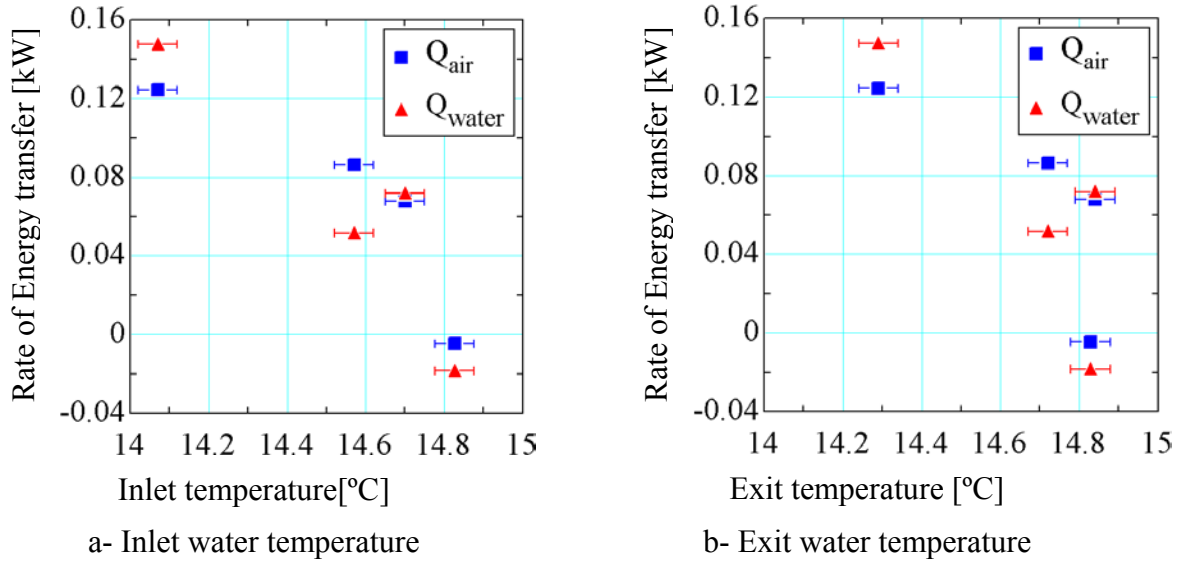 Rate of Energy transfer [kW]
0.16
0.12
0.08
0.04
0
-0.04
Qair
Qwater
14 14.2 14.4 14.6 14.8 15
Inlet temperature[ºC]
a- Inlet water temperature
Rate of Energy transfer [kW]
0.16
0.12
0.08
0.04
0
-0.04
Qair
Qwater
14 14.2 14.4 14.6 14.8 15
Exit temperature [ºC]
b- Exit water temperature